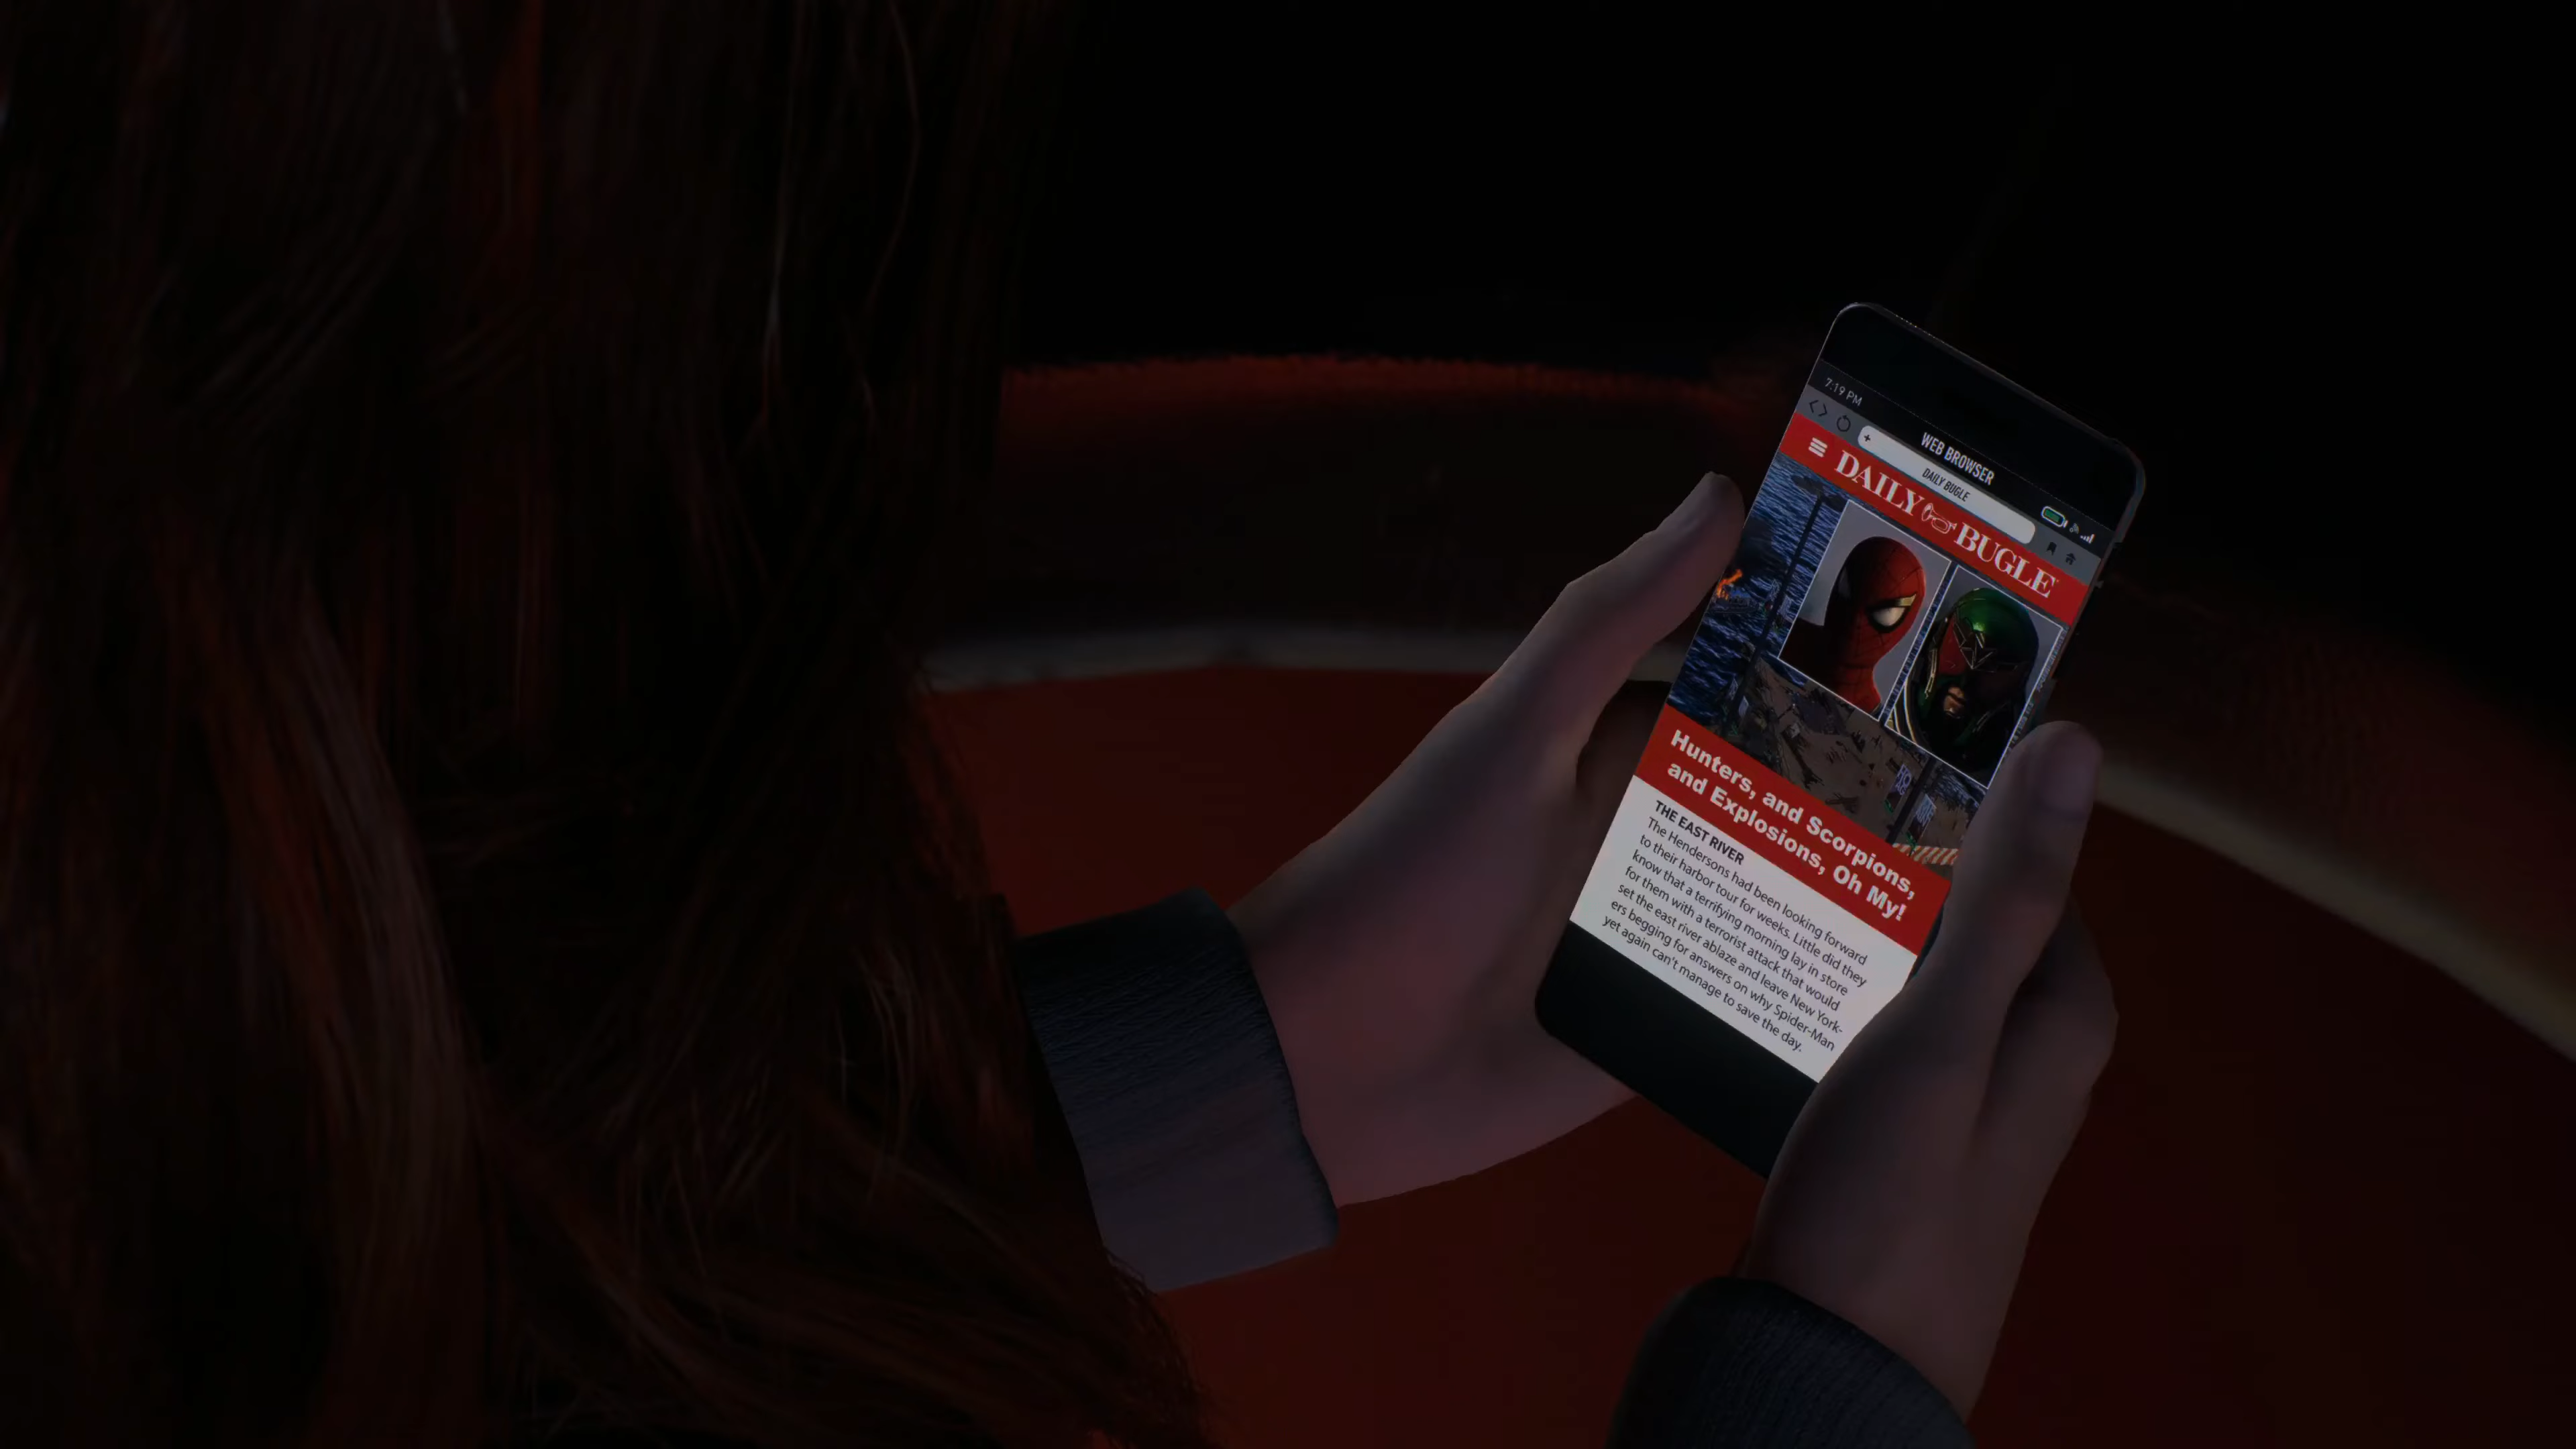 7:19 PM
WEB BROWSER
DAILY BUGLE
DAILY BUGLE
Hunters, and Scorpions,
and Explosions, Oh My!
THE EAST RIVER
The Hendersons had been looking forward
to their harbor tour for weeks. Little did they
know that a terrifying morning lay in store
for them with a terrorist attack that would
set the east river ablaze and leave New York-
ers begging for answers on why Spider-Man
yet again can't manage to save the day.